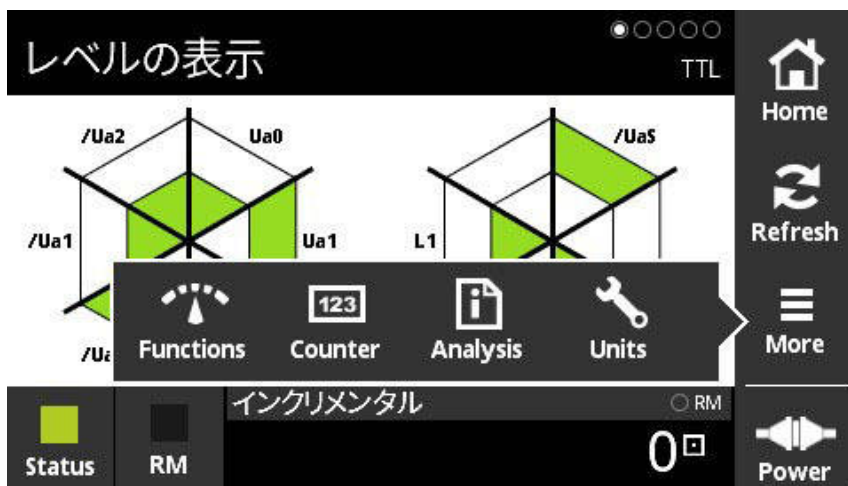 レベルの表示
TTL
Home
/Ua2
Ua0
/UaS
Refresh
/Ua1
Ua1
L1
123
Functions
Counter
Analysis
Units
More
インクリメンタル
RM
Status
RM
0
Power